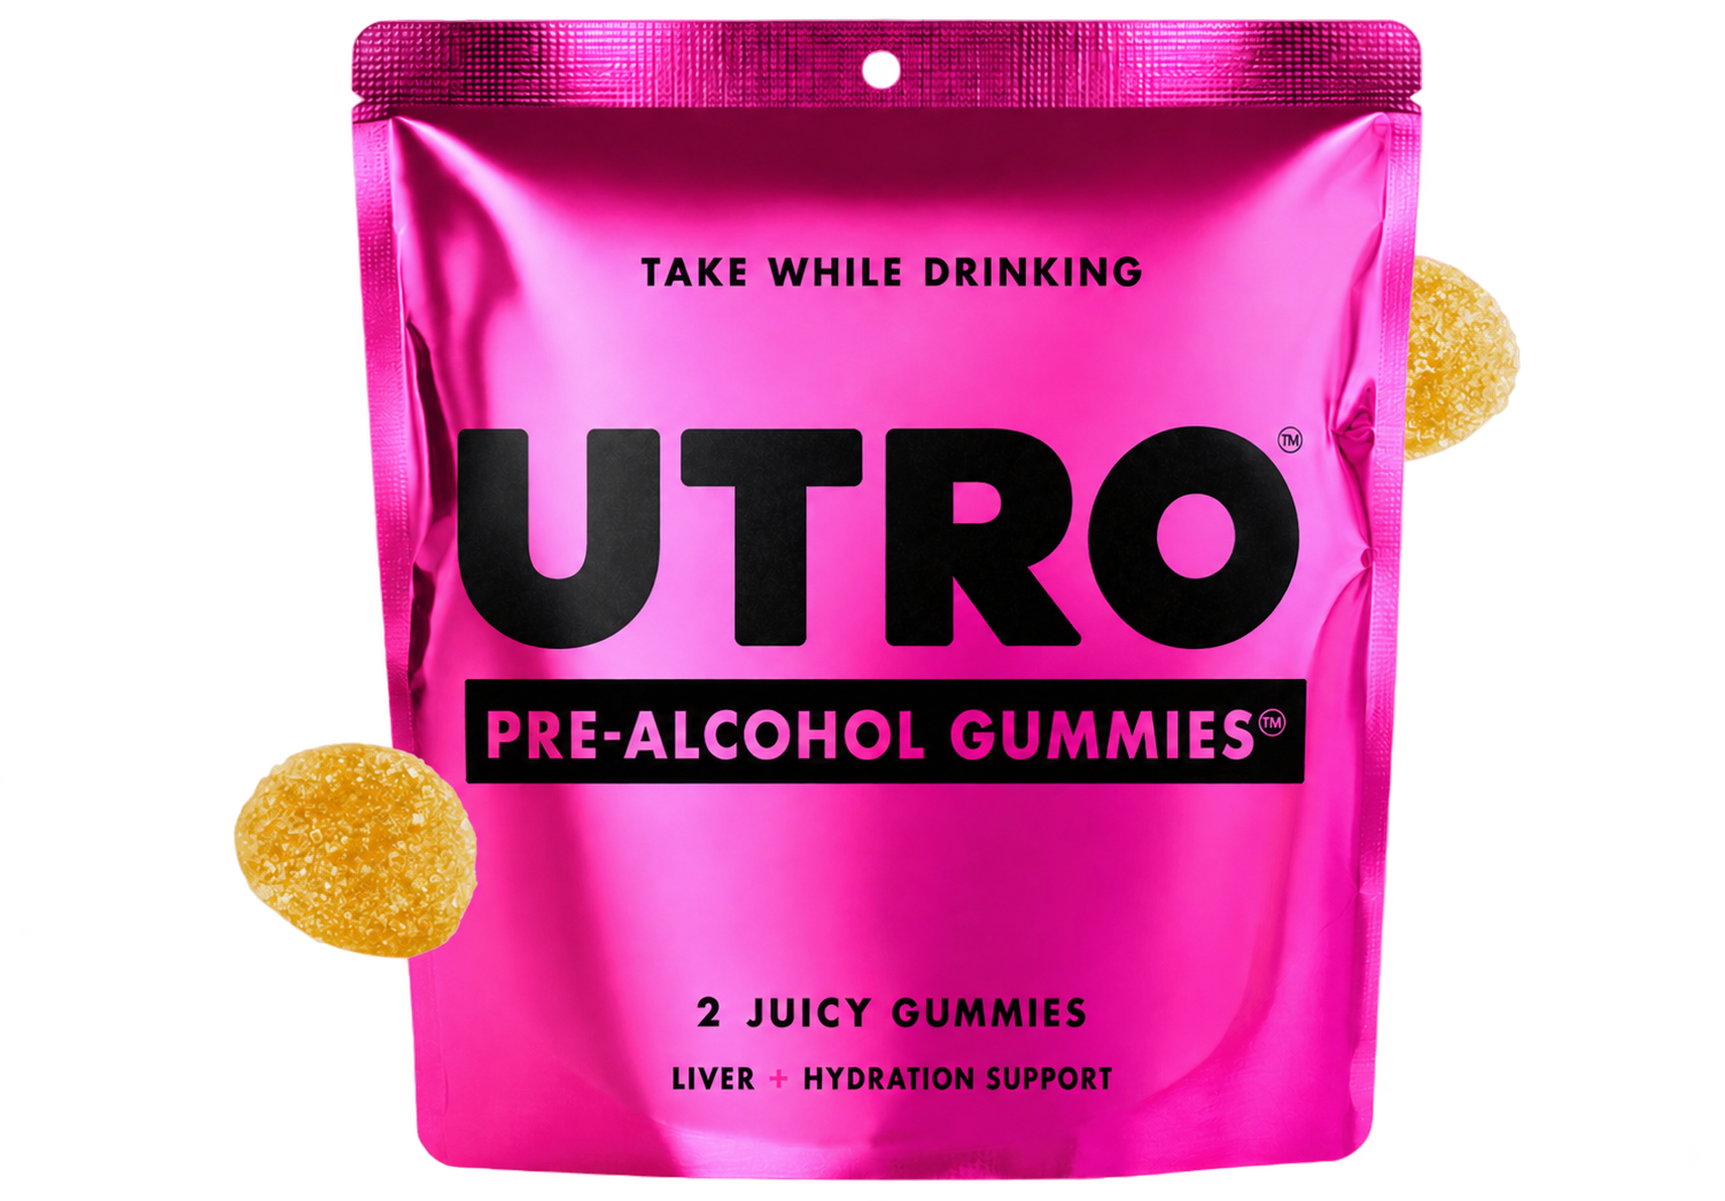 TAKE WHILE DRINKING
UTRO™
PRE-ALCOHOL GUMMIES™
2 JUICY GUMMIES
LIVER + HYDRATION SUPPORT